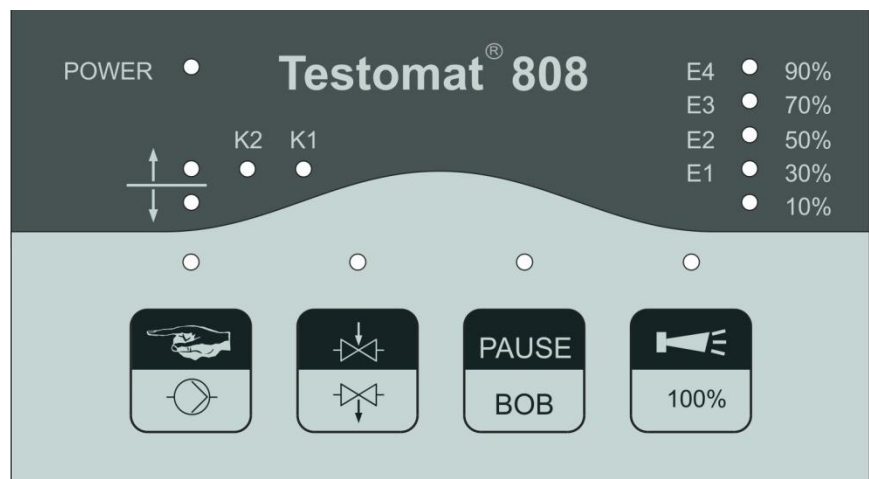 POWER
Testomat® 808
E4 90%
E3 70%
K2 K1
E2 50%
E1 30%
10%
PAUSE
BOB
100%